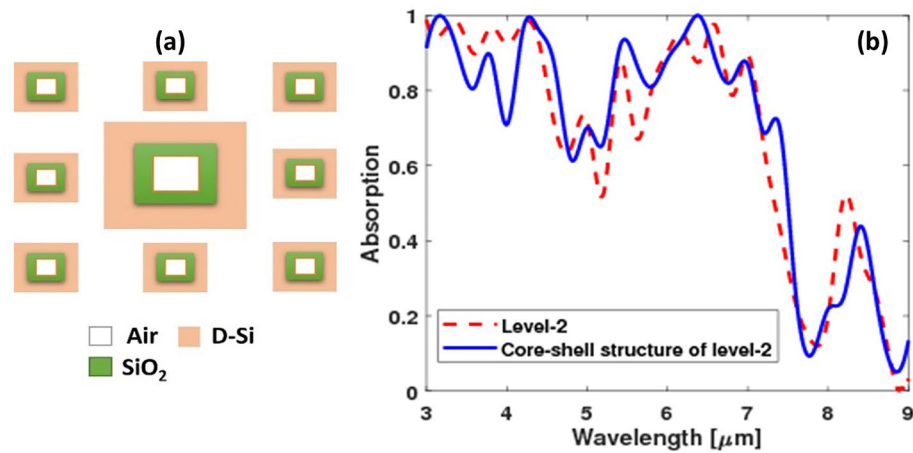 (a)
Air D-Si
SiO₂
(b)
1
0.8
0.6
0.4
0.2
0
Absorption
Level-2
Core-shell structure of level-2
3 4 5 6 7 8 9
Wavelength [μm]